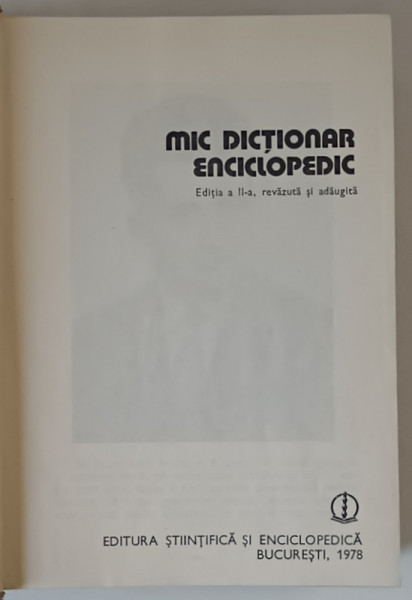 MIC DICȚIONAR
ENCICLOPEDIC
Ediția a II-a, revăzută și adăugită
EDITURA ȘTIINȚIFICĂ ȘI ENCICLOPEDICĂ
BUCUREȘTI, 1978